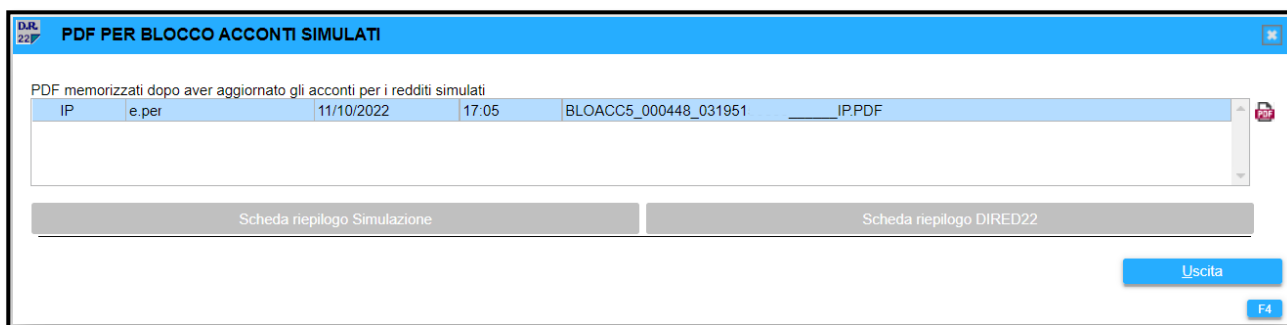 D.R. 22 PDF PER BLOCCO ACCONTI SIMULATI
PDF memorizzati dopo aver aggiornato gli acconti per i redditi simulati
IP e.per 11/10/2022 17:05 BLOACC5_000448_031951 ______IP.PDF
PDF
Scheda riepilogo Simulazione Scheda riepilogo DIRED22
Uscita
F4